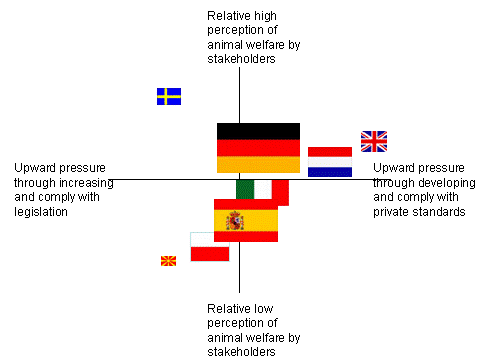 Relative high
perception of
animal welfare by
stakeholders
Upward pressure
through increasing
and comply with
legislation
Upward pressure
through developing
and comply with
private standards
Relative low
perception of
animal welfare by
stakeholders